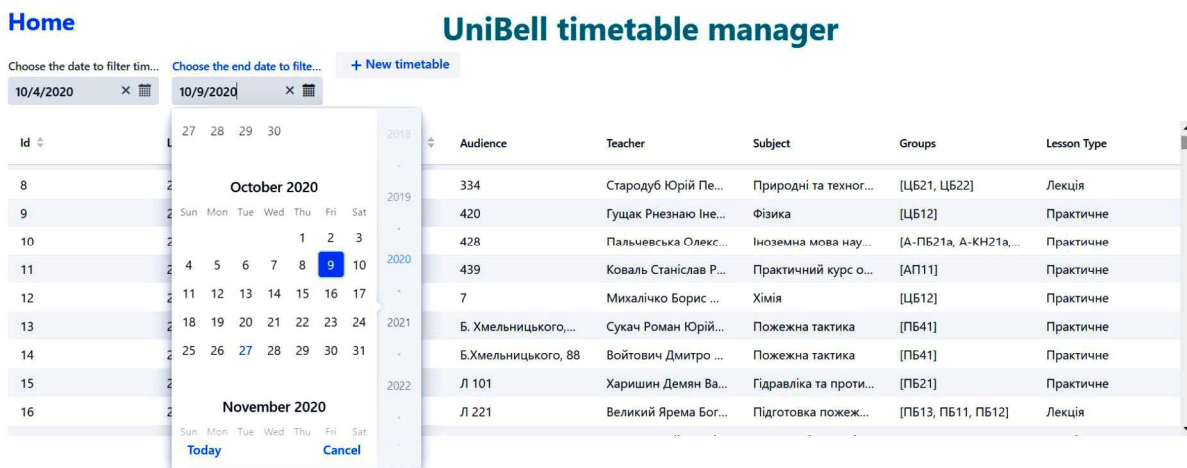 Home
UniBell timetable manager
Choose the date to filter tim... Choose the end date to filte... + New timetable
10/4/2020 10/9/2020
27 28 29 30
2018
Id Audience Teacher Subject Groups Lesson Type
8 334 Стародуб Юрій Пе... Природні та техног... [ЦБ21, ЦБ22] Лекція
October 2020
2019
9 420 Гущак Рнезнаю Іне... Фізика [ЦБ12] Практичне
Sun Mon Tue Wed Thu Fri Sat
1 2 3
10 428 Пальчевська Олекс... Іноземна мова нау... [А-ПБ21а, А-КН21а,... Практичне
4 5 6 7 8 9 10 2020
11 439 Коваль Станіслав Р... Практичний курс о... [АП11] Практичне
11 12 13 14 15 16 17
12 7 Михалічко Борис ... Хімія [ЦБ12] Практичне
18 19 20 21 22 23 24 2021
13 Б. Хмельницького,... Сукач Роман Юрій... Пожежна тактика [ПБ41] Практичне
25 26 27 28 29 30 31
14 Б.Хмельницького, 88 Войтович Дмитро ... Пожежна тактика [ПБ41] Практичне
2022
15 Л 101 Харишин Демян Ва... Гідравліка та проти... [ПБ21] Практичне
November 2020
16 Л 221 Великий Ярема Бог... Підготовка пожеж... [ПБ13, ПБ11, ПБ12] Лекція
Sun Mon Tue Wed Thu Fri Sat
Today Cancel